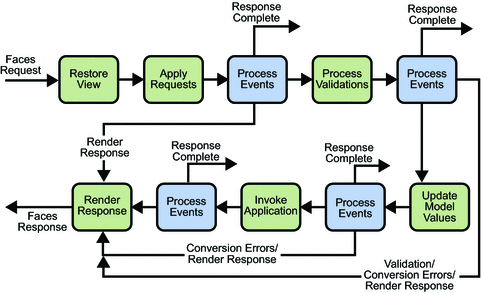 Response
Complete
Response
Complete
Faces
Request
Restore
View
Apply
Requests
Process
Events
Process
Validations
Process
Events
Render
Response
Response
Complete
Response
Complete
Render
Response
Process
Events
Invoke
Application
Process
Events
Update
Model
Values
Faces
Response
Conversion Errors/
Render Response
Validation/
Conversion Errors/
Render Response